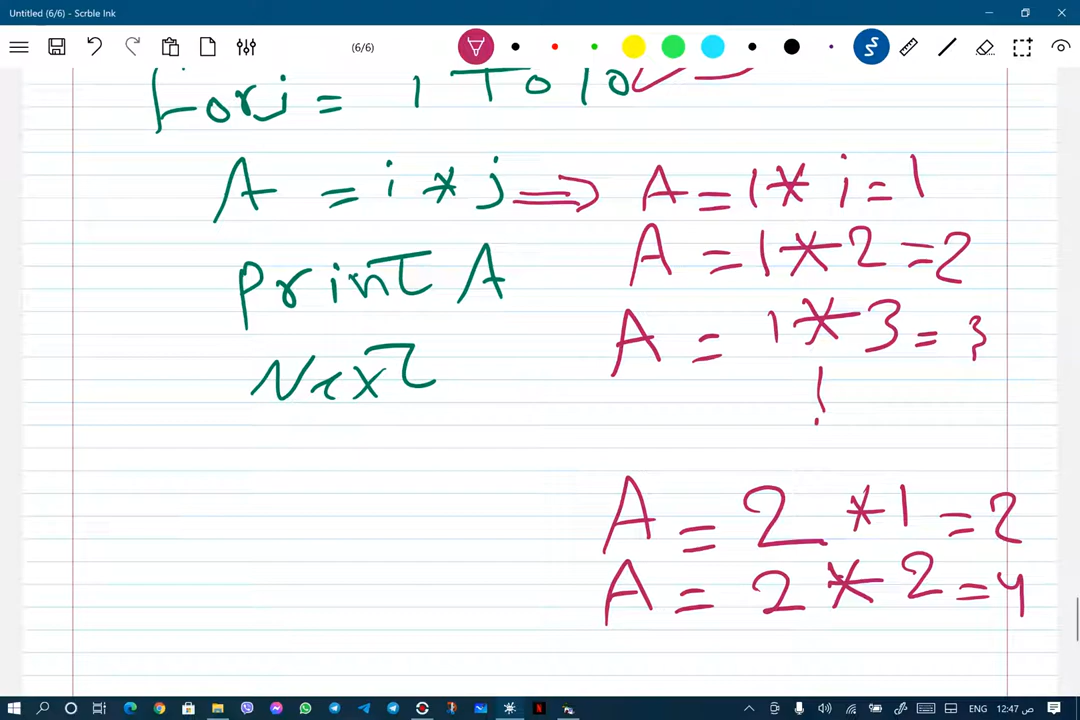 Untitled (6/6) - Scrble Ink
(6/6)
For j = 1 To 10
A = i * j ⇒ A = 1 * 1 = 1
A = 1 * 2 = 2
Print A
A = 1 * 3 = 3
Next
A = 2 * 1 = 2
A = 2 * 2 = 4
12:47 ص